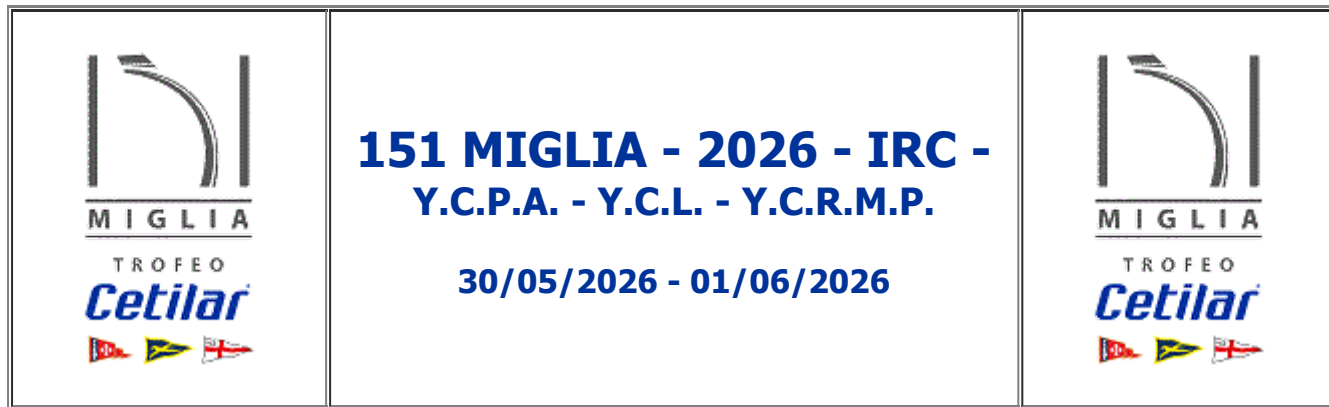 MIGLIA
TROFEO
Cetilar
151 MIGLIA - 2026 - IRC -
Y.C.P.A. - Y.C.L. - Y.C.R.M.P.
30/05/2026 - 01/06/2026
MIGLIA
TROFEO
Cetilar